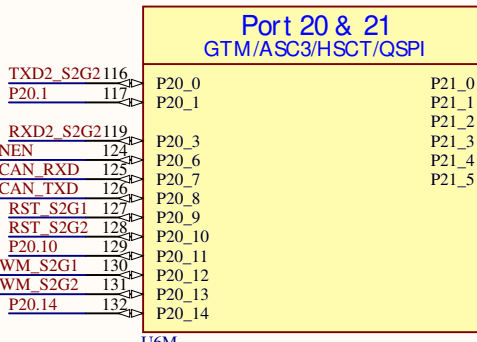 Port 20 & 21
GTM/ASC3/HSCT/QSPI
TXD2_S2G2 116 P20_0 P21_0
P20.1 117 P20_1 P21_1
P21_2
RXD2_S2G2 119 P20_3 P21_3
NEN 124 P20_6 P21_4
CAN_RXD 125 P20_7 P21_5
CAN_TXD 126 P20_8
RST_S2G1 127 P20_9
RST_S2G2 128 P20_10
P20.10 129 P20_11
WM_S2G1 130 P20_12
WM_S2G2 131 P20_13
P20.14 132 P20_14
U6M